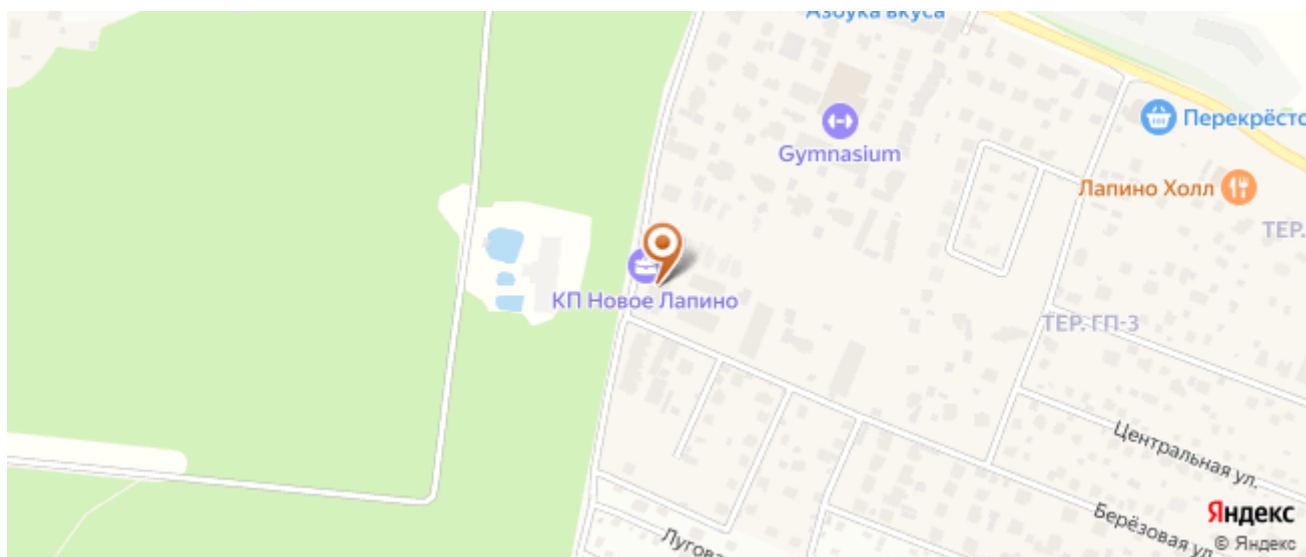 Азбука вкуса
Перекрёсто
Gymnasium
Лапино Холл
ТЕР.
КП Новое Лапино
ТЕР. ГП-3
Центральная ул.
Берёзовая ул.
Лугова
Яндекс
© Яндекс